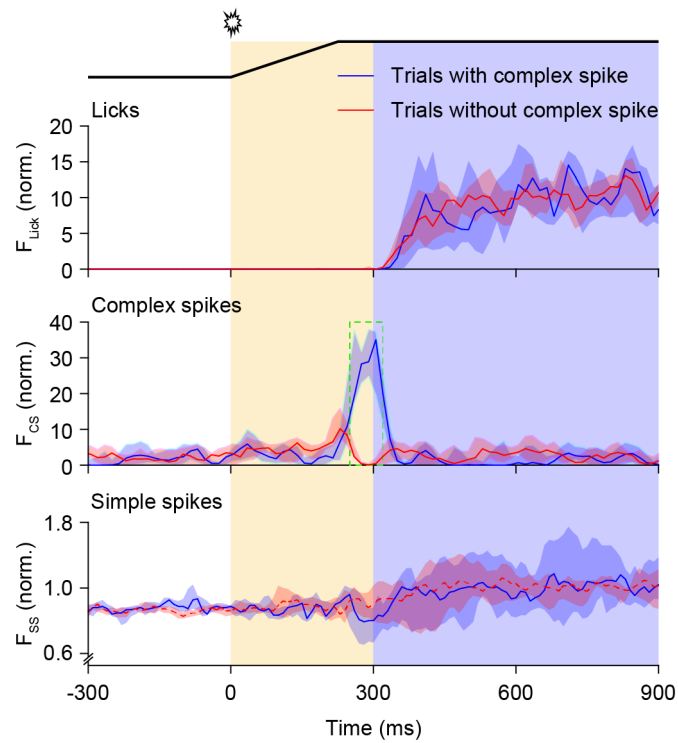 Trials with complex spike
Licks
Trials without complex spike
20
15
10
5
0
F_Lick (norm.)
Complex spikes
40
30
20
10
0
F_CS (norm.)
Simple spikes
1.8
1.0
0.6
F_SS (norm.)
-300 0 300 600 900
Time (ms)